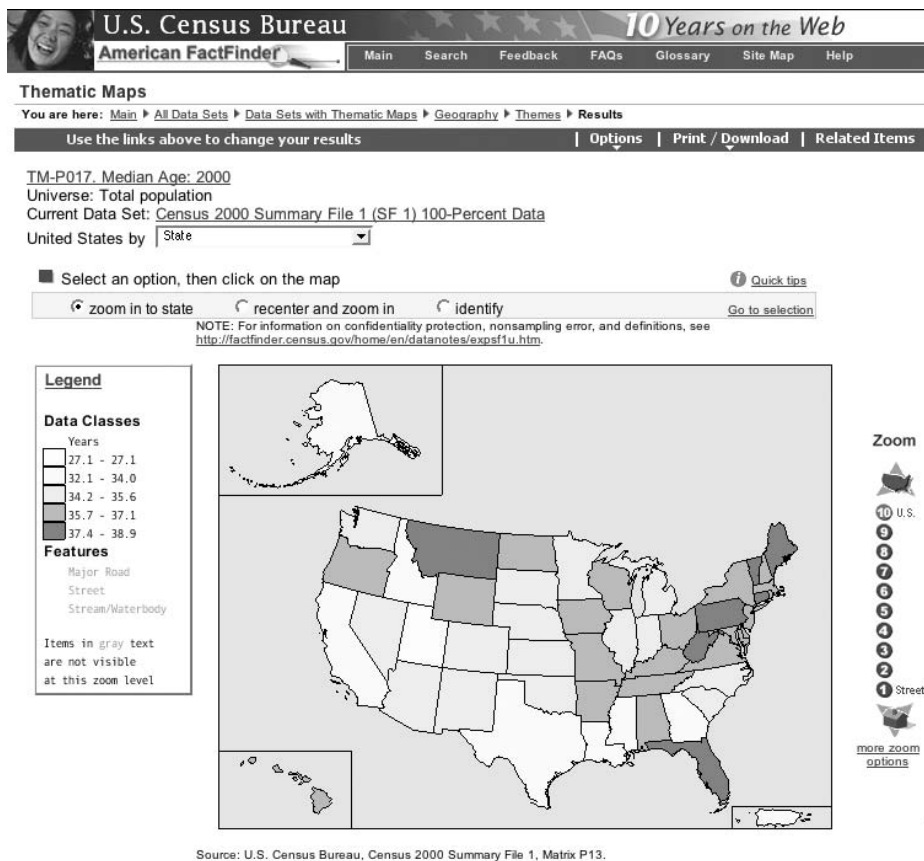 U.S. Census Bureau
10 Years on the Web
American FactFinder
Main Search Feedback FAQs Glossary Site Map Help
Thematic Maps
You are here: Main All Data Sets Data Sets with Thematic Maps Geography Themes Results
Use the links above to change your results | Options | Print / Download | Related Items
TM-P017. Median Age: 2000
Universe: Total population
Current Data Set: Census 2000 Summary File 1 (SF 1) 100-Percent Data
United States by State
Select an option, then click on the map
i Quick tips
zoom in to state recenter and zoom in identify
Go to selection
NOTE: For information on confidentiality protection, nonsampling error, and definitions, see
http://factfinder.census.gov/home/en/datanotes/expsf1u.htm.
Legend
Data Classes
Years
27.1 - 27.1
32.1 - 34.0
34.2 - 35.6
35.7 - 37.1
37.4 - 38.9
Features
Major Road
Street
Stream/Waterbody
Items in gray text
are not visible
at this zoom level
Zoom
10 U.S.
9
8
7
6
5
4
3
2
1 Street
more zoom
options
Source: U.S. Census Bureau, Census 2000 Summary File 1, Matrix P13.